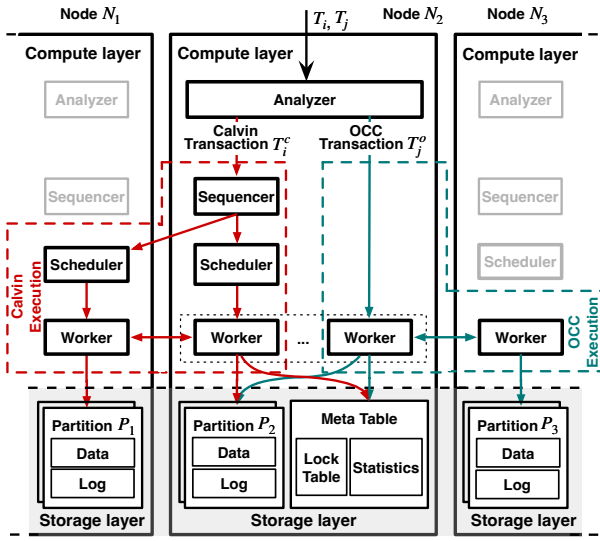 Node N₁
Tᵢ, Tⱼ
Node N₂
Node N₃
Compute layer
Compute layer
Compute layer
Analyzer
Analyzer
Analyzer
Calvin
Transaction Tᵢᶜ
OCC
Transaction Tⱼᵒ
Sequencer
Sequencer
Sequencer
Scheduler
Scheduler
Scheduler
Calvin
Execution
Worker
Worker
...
Worker
Worker
OCC
Execution
Partition P₁
Data
Log
Partition P₂
Data
Log
Meta Table
Lock
Table
Statistics
Partition P₃
Data
Log
Storage layer
Storage layer
Storage layer